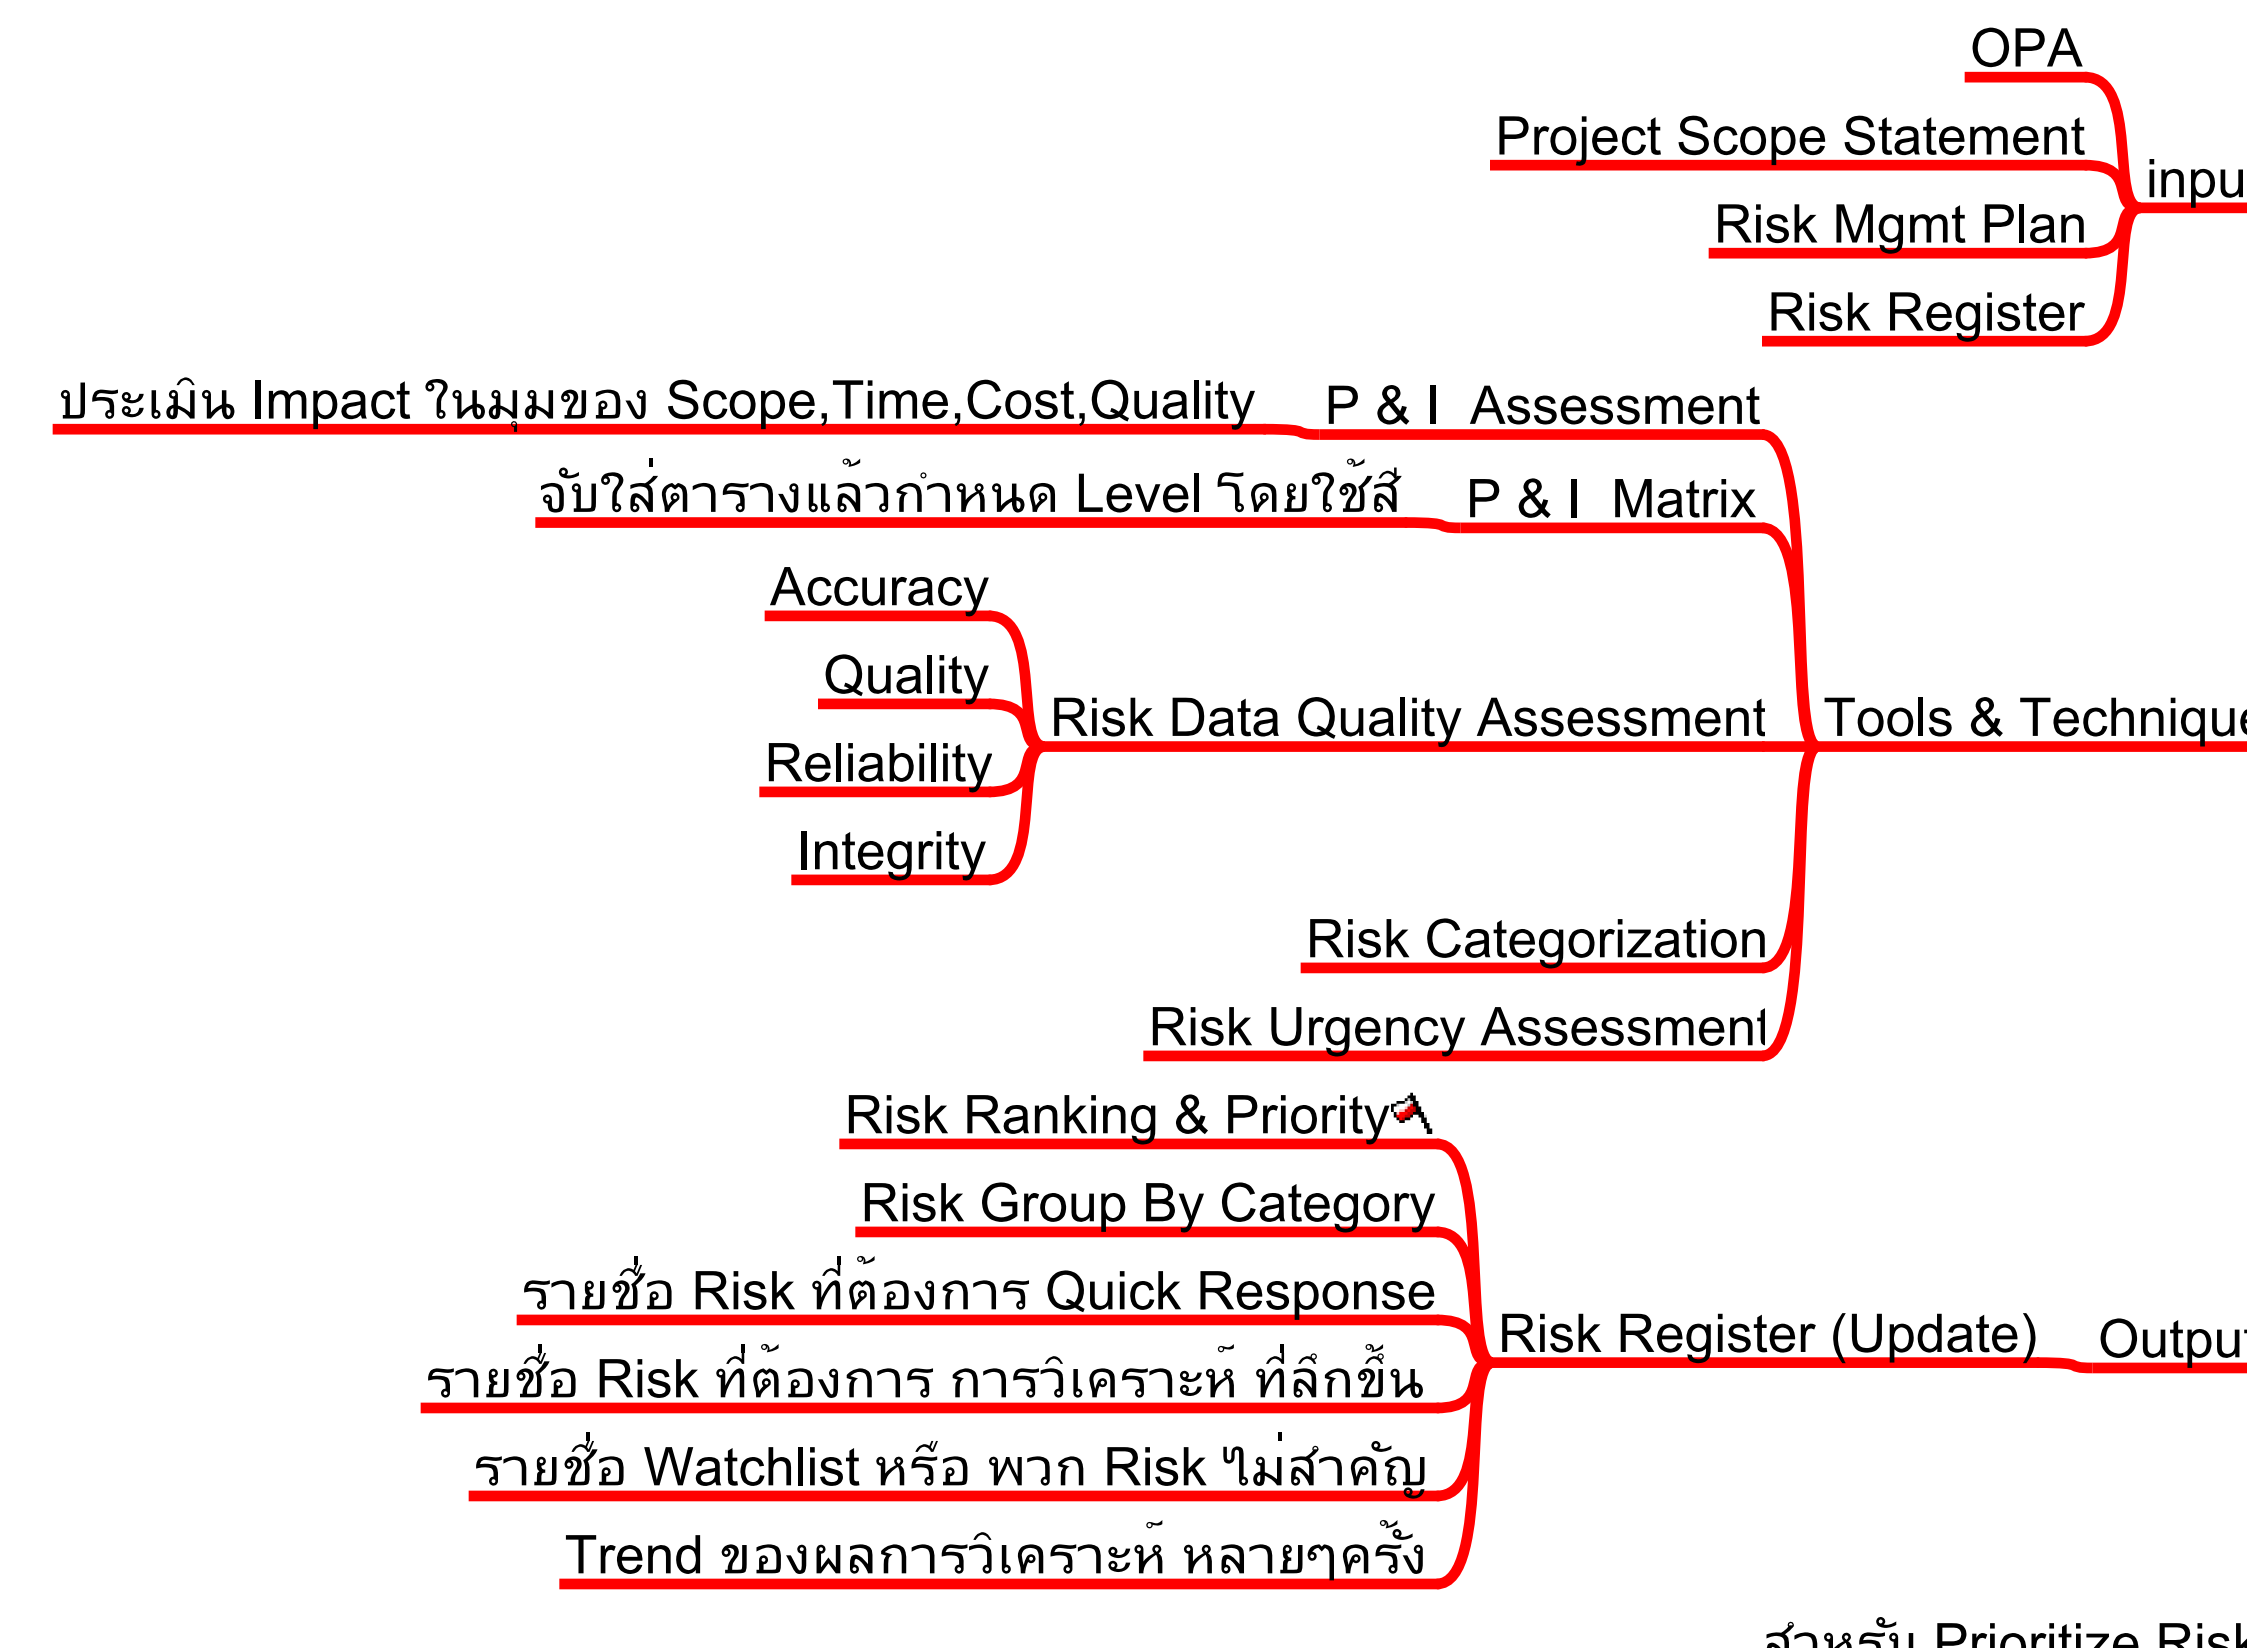 OPA
Project Scope Statement
inpu
Risk Mgmt Plan
Risk Register
ประเมิน Impact ในมุมของ Scope,Time,Cost,Quality
P & I Assessment
จับใส่ตารางแล้วกำหนด Level โดยใช้สี
P & I Matrix
Accuracy
Quality
Reliability
Integrity
Risk Data Quality Assessment
Tools & Technique
Risk Categorization
Risk Urgency Assessment
Risk Ranking & Priority
Risk Group By Category
รายชื่อ Risk ที่ต้องการ Quick Response
รายชื่อ Risk ที่ต้องการ การวิเคราะห์ ที่ลึกขึ้น
รายชื่อ Watchlist หรือ พวก Risk ไม่สำคัญ
Trend ของผลการวิเคราะห์ หลายๆครั้ง
Risk Register (Update)
Output
สำหรับ Prioritize Risk